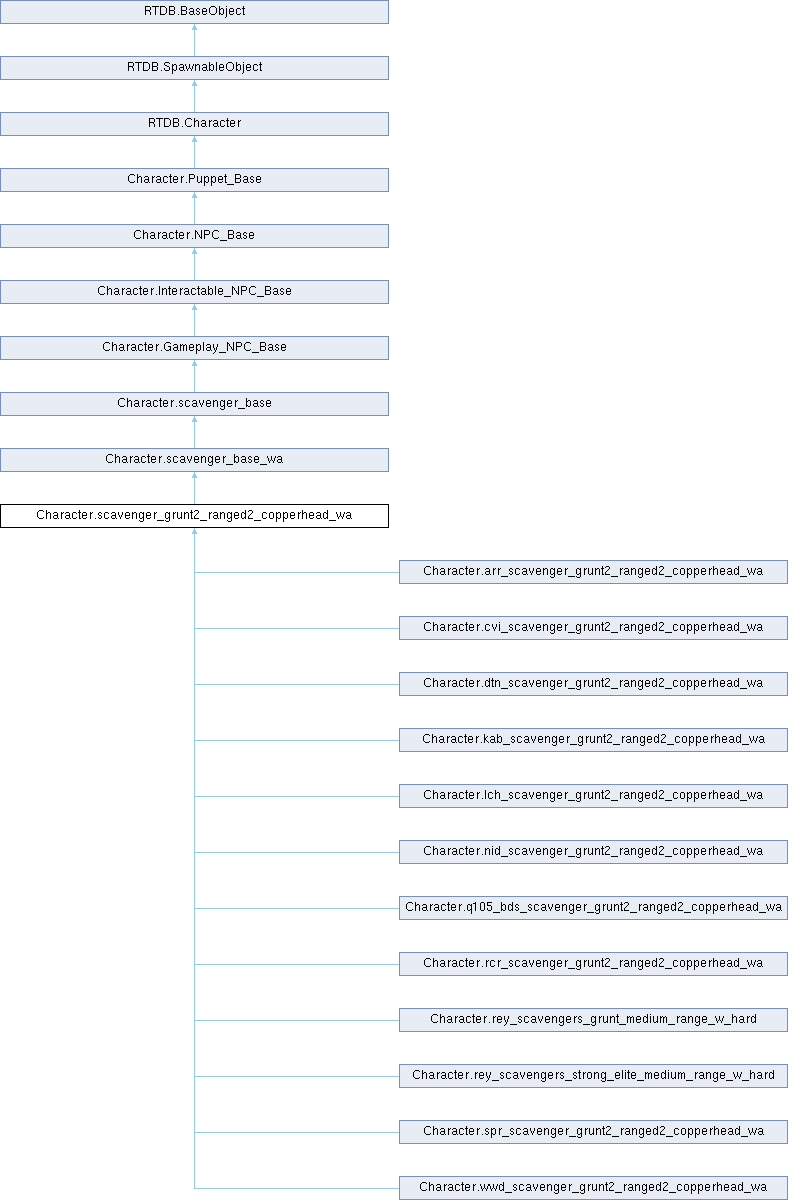 RTDB.BaseObject
RTDB.SpawnableObject
RTDB.Character
Character.Puppet_Base
Character.NPC_Base
Character.Interactable_NPC_Base
Character.Gameplay_NPC_Base
Character.scavenger_base
Character.scavenger_base_wa
Character.scavenger_grunt2_ranged2_copperhead_wa
Character.arr_scavenger_grunt2_ranged2_copperhead_wa
Character.cvi_scavenger_grunt2_ranged2_copperhead_wa
Character.dtn_scavenger_grunt2_ranged2_copperhead_wa
Character.kab_scavenger_grunt2_ranged2_copperhead_wa
Character.lch_scavenger_grunt2_ranged2_copperhead_wa
Character.nid_scavenger_grunt2_ranged2_copperhead_wa
Character.q105_bds_scavenger_grunt2_ranged2_copperhead_wa
Character.rcr_scavenger_grunt2_ranged2_copperhead_wa
Character.rey_scavengers_grunt_medium_range_w_hard
Character.rey_scavengers_strong_elite_medium_range_w_hard
Character.spr_scavenger_grunt2_ranged2_copperhead_wa
Character.wwd_scavenger_grunt2_ranged2_copperhead_wa